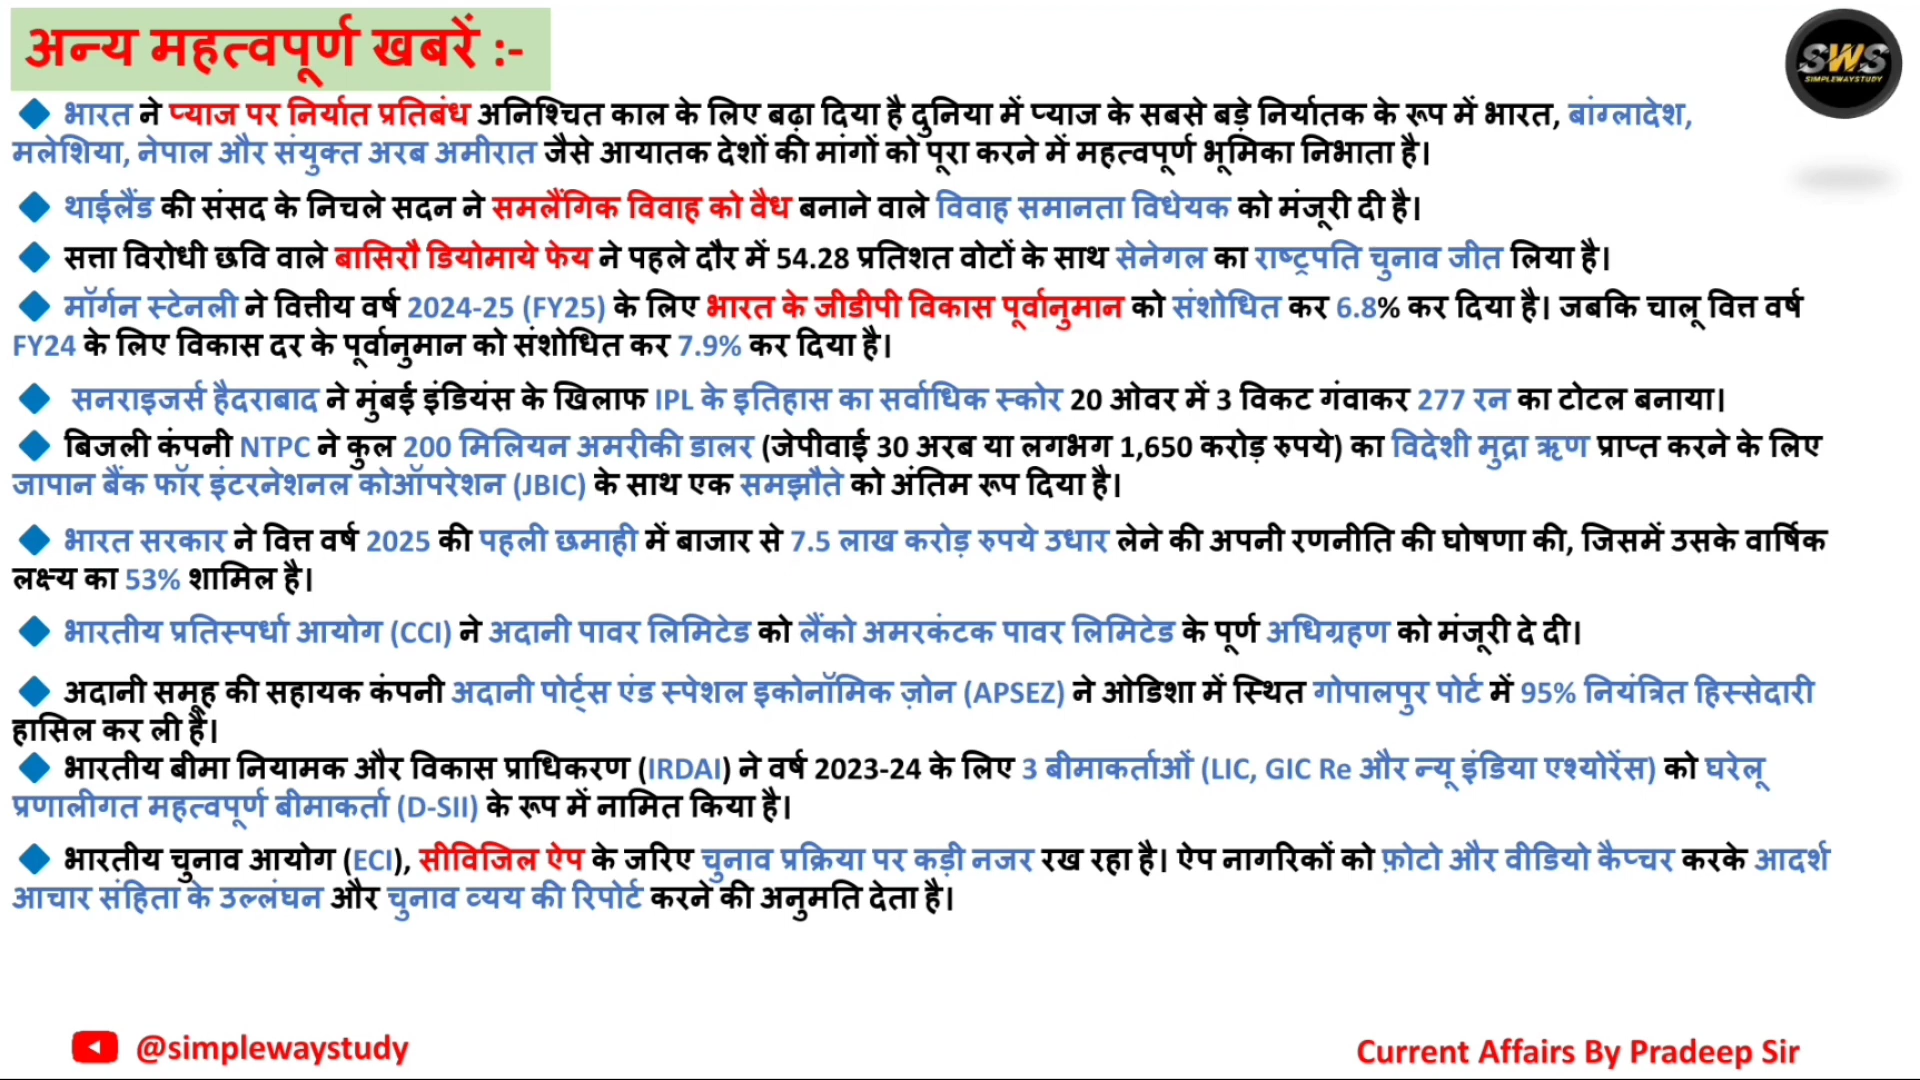 अन्य महत्वपूर्ण खबरें :-
SWS
SIMPLEWAYSTUDY
भारत ने प्याज पर निर्यात प्रतिबंध अनिश्चित काल के लिए बढ़ा दिया है दुनिया में प्याज के सबसे बड़े निर्यातक के रूप में भारत, बांग्लादेश,
मलेशिया, नेपाल और संयुक्त अरब अमीरात जैसे आयातक देशों की मांगों को पूरा करने में महत्वपूर्ण भूमिका निभाता है।
थाईलैंड की संसद के निचले सदन ने समलैंगिक विवाह को वैध बनाने वाले विवाह समानता विधेयक को मंजूरी दी है।
सत्ता विरोधी छवि वाले बासिरौ डियोमाये फेय ने पहले दौर में 54.28 प्रतिशत वोटों के साथ सेनेगल का राष्ट्रपति चुनाव जीत लिया है।
मॉर्गन स्टेनली ने वित्तीय वर्ष 2024-25 (FY25) के लिए भारत के जीडीपी विकास पूर्वानुमान को संशोधित कर 6.8% कर दिया है। जबकि चालू वित्त वर्ष
FY24 के लिए विकास दर के पूर्वानुमान को संशोधित कर 7.9% कर दिया है।
सनराइजर्स हैदराबाद ने मुंबई इंडियंस के खिलाफ IPL के इतिहास का सर्वाधिक स्कोर 20 ओवर में 3 विकट गंवाकर 277 रन का टोटल बनाया।
बिजली कंपनी NTPC ने कुल 200 मिलियन अमरीकी डालर (जेपीवाई 30 अरब या लगभग 1,650 करोड़ रुपये) का विदेशी मुद्रा ऋण प्राप्त करने के लिए
जापान बैंक फॉर इंटरनेशनल कोऑपरेशन (JBIC) के साथ एक समझौते को अंतिम रूप दिया है।
भारत सरकार ने वित्त वर्ष 2025 की पहली छमाही में बाजार से 7.5 लाख करोड़ रुपये उधार लेने की अपनी रणनीति की घोषणा की, जिसमें उसके वार्षिक
लक्ष्य का 53% शामिल है।
भारतीय प्रतिस्पर्धा आयोग (CCI) ने अदानी पावर लिमिटेड को लैंको अमरकंटक पावर लिमिटेड के पूर्ण अधिग्रहण को मंजूरी दे दी।
अदानी समूह की सहायक कंपनी अदानी पोर्ट्स एंड स्पेशल इकोनॉमिक ज़ोन (APSEZ) ने ओडिशा में स्थित गोपालपुर पोर्ट में 95% नियंत्रित हिस्सेदारी
हासिल कर ली है।
भारतीय बीमा नियामक और विकास प्राधिकरण (IRDAI) ने वर्ष 2023-24 के लिए 3 बीमाकर्ताओं (LIC, GIC Re और न्यू इंडिया एश्योरेंस) को घरेलू
प्रणालीगत महत्वपूर्ण बीमाकर्ता (D-SII) के रूप में नामित किया है।
भारतीय चुनाव आयोग (ECI), सीविजिल ऐप के जरिए चुनाव प्रक्रिया पर कड़ी नजर रख रहा है। ऐप नागरिकों को फ़ोटो और वीडियो कैप्चर करके आदर्श
आचार संहिता के उल्लंघन और चुनाव व्यय की रिपोर्ट करने की अनुमति देता है।
@simplewaystudy
Current Affairs By Pradeep Sir